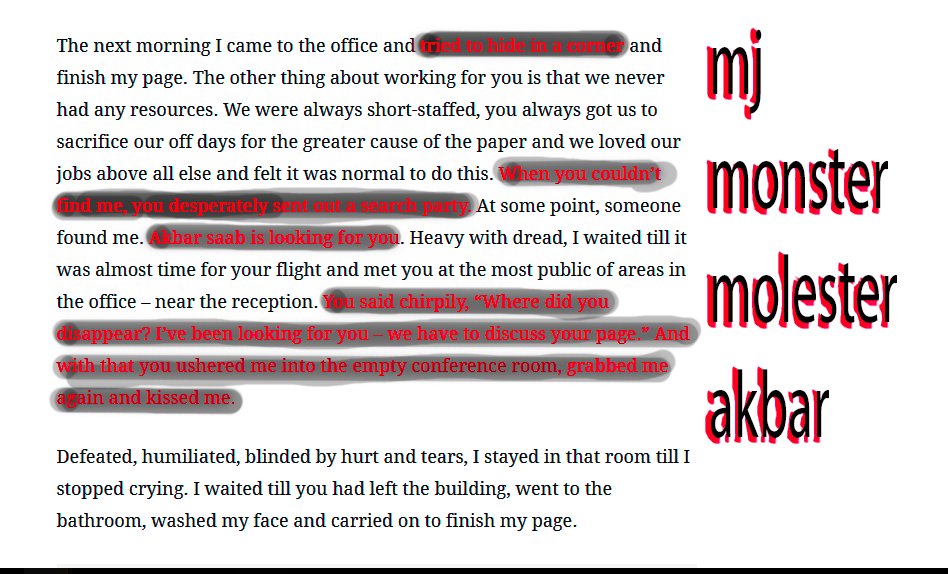 The next morning I came to the office and tried to hide in a corner and
finish my page. The other thing about working for you is that we never
had any resources. We were always short-staffed, you always got us to
sacrifice our off days for the greater cause of the paper and we loved our
jobs above all else and felt it was normal to do this. When you couldn’t
find me, you desperately sent out a search party. At some point, someone
found me. Akbar saab is looking for you. Heavy with dread, I waited till it
was almost time for your flight and met you at the most public of areas in
the office – near the reception. You said chirpily, “Where did you
disappear? I’ve been looking for you – we have to discuss your page.” And
with that you ushered me into the empty conference room, grabbed me
again and kissed me.
Defeated, humiliated, blinded by hurt and tears, I stayed in that room till I
stopped crying. I waited till you had left the building, went to the
bathroom, washed my face and carried on to finish my page.
mj
monster
molester
akbar